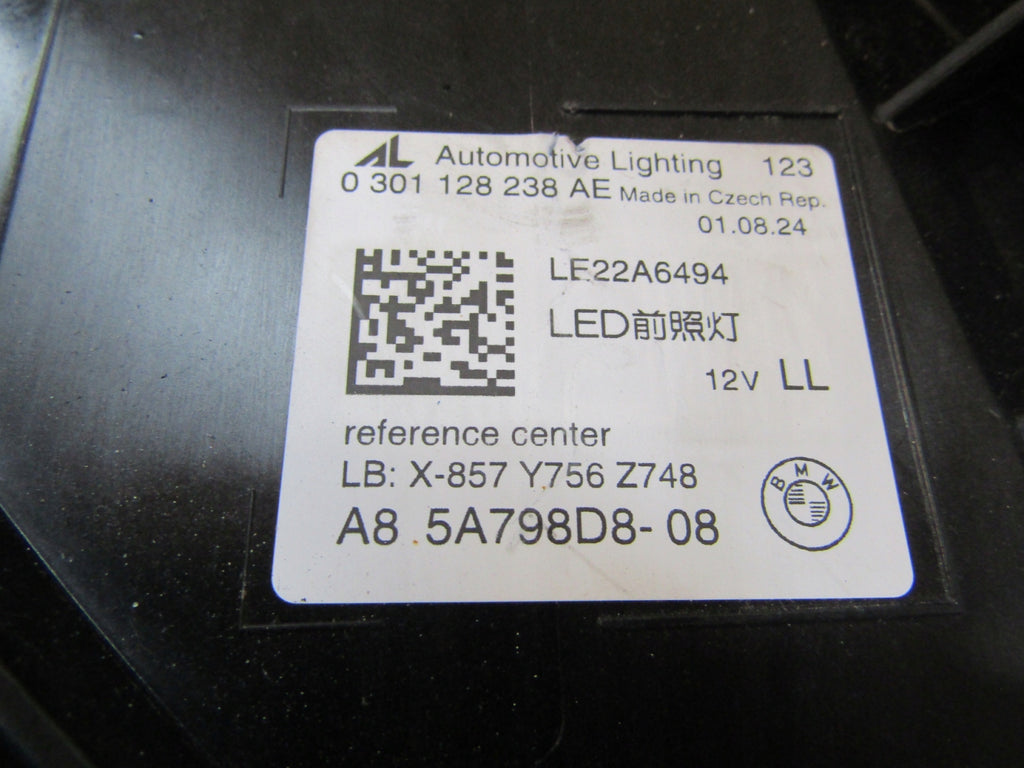 AL Automotive Lighting 123
0 301 128 238 AE Made in Czech Rep.
01.08.24
LE22A6494
LED前照灯
12V LL
reference center
LB: X-857 Y756 Z748
A8 5A798D8-08
BMW